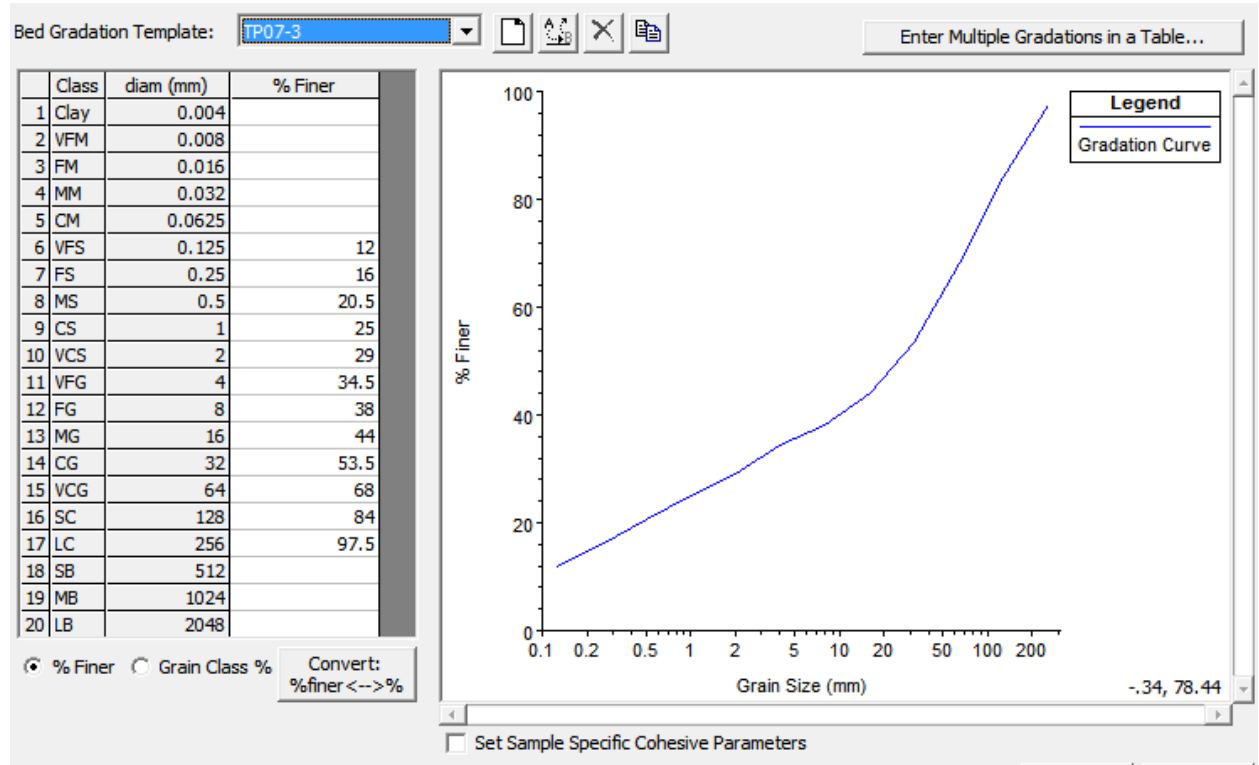 Bed Gradation Template: TP07-3 Enter Multiple Gradations in a Table...
Class diam (mm) % Finer
1 Clay 0.004
2 VFM 0.008
3 FM 0.016
4 MM 0.032
5 CM 0.0625
6 VFS 0.125 12
7 FS 0.25 16
8 MS 0.5 20.5
9 CS 1 25
10 VCS 2 29
11 VFG 4 34.5
12 FG 8 38
13 MG 16 44
14 CG 32 53.5
15 VCG 64 68
16 SC 128 84
17 LC 256 97.5
18 SB 512
19 MB 1024
20 LB 2048
% Finer Grain Class % Convert:
%finer<-->%
100
80
60
40
20
0
% Finer
0.1 0.2 0.5 1 2 5 10 20 50 100 200
Grain Size (mm)
-.34, 78.44
Legend
Gradation Curve
Set Sample Specific Cohesive Parameters